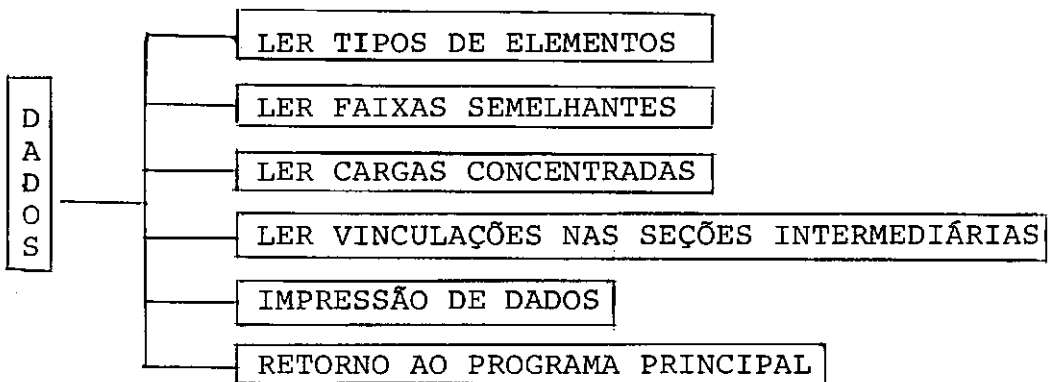 DADOS
LER TIPOS DE ELEMENTOS
LER FAIXAS SEMELHANTES
LER CARGAS CONCENTRADAS
LER VINCULAÇÕES NAS SEÇÕES INTERMEDIÁRIAS
IMPRESSÃO DE DADOS
RETORNO AO PROGRAMA PRINCIPAL